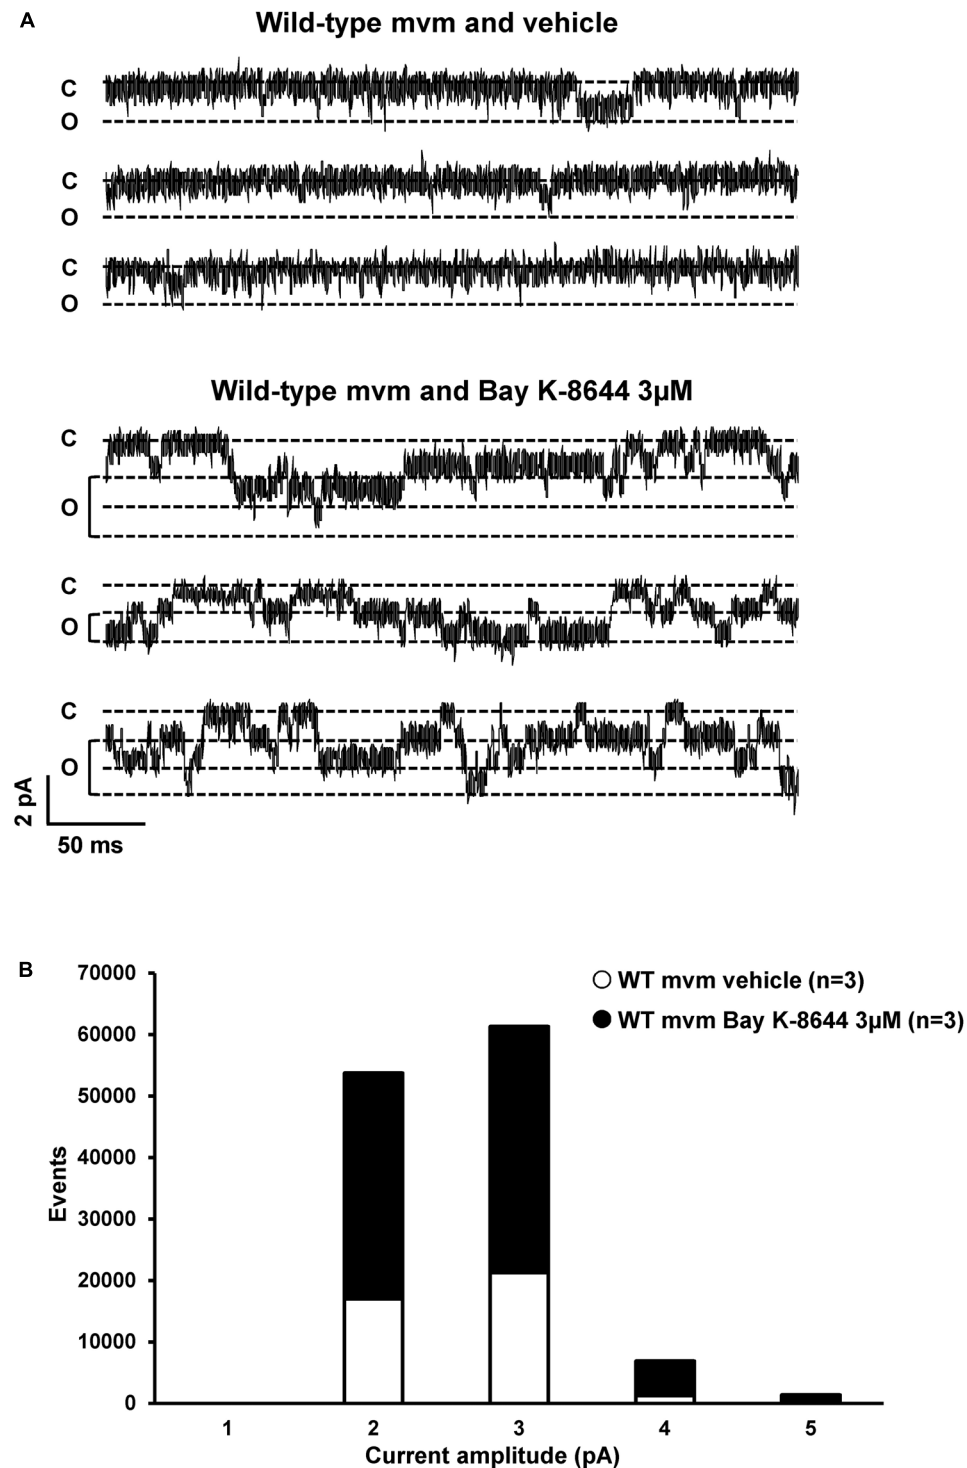 A
Wild-type mvm and vehicle
C
O
C
O
C
O
Wild-type mvm and Bay K-8644 3µM
C
O
C
O
C
O
2 pA
50 ms
B
70000
60000
50000
40000
30000
20000
10000
0
Events
WT mvm vehicle (n=3)
WT mvm Bay K-8644 3µM (n=3)
1 2 3 4 5
Current amplitude (pA)